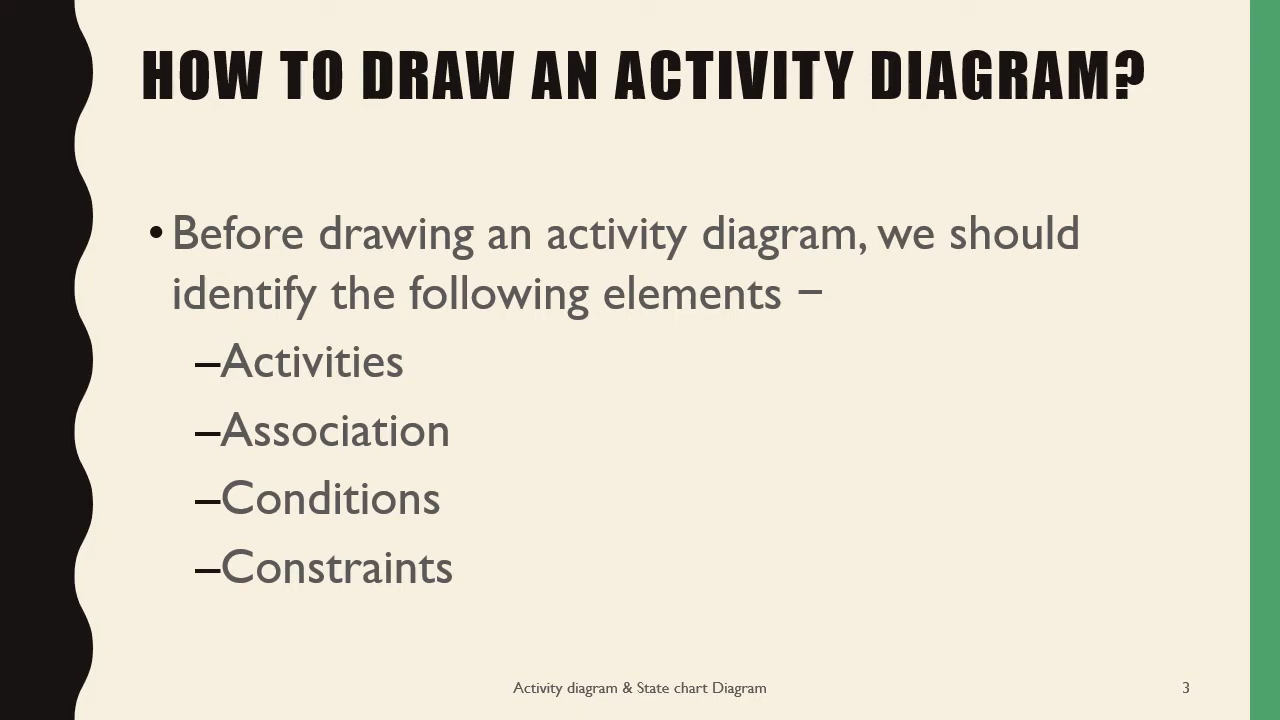 HOW TO DRAW AN ACTIVITY DIAGRAM?
•Before drawing an activity diagram, we should
identify the following elements −
–Activities
–Association
–Conditions
–Constraints
Activity diagram & State chart Diagram
3